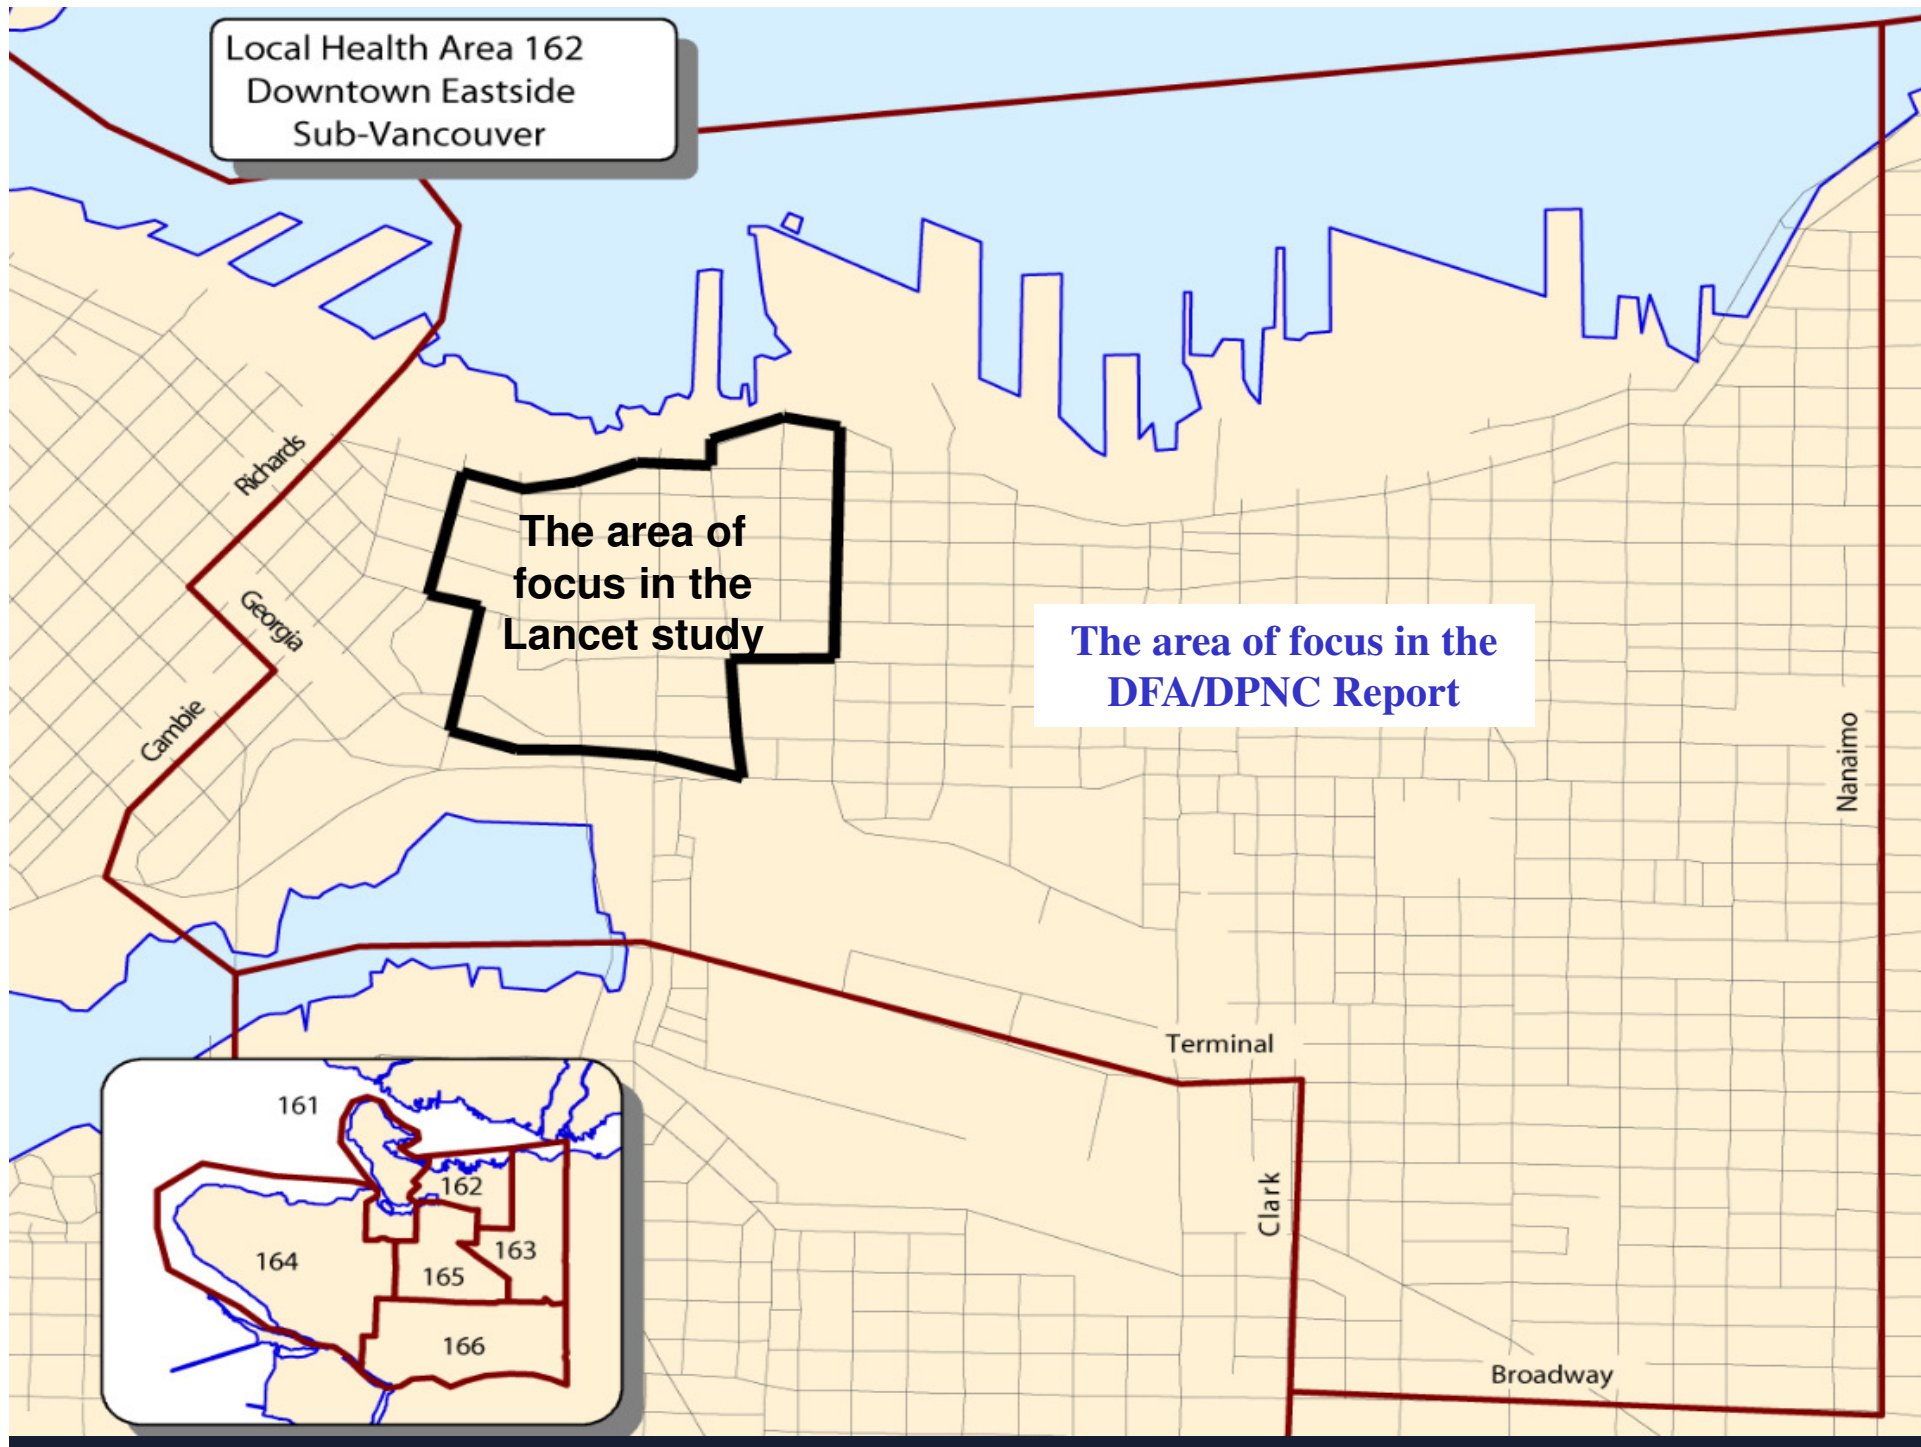 Local Health Area 162
Downtown Eastside
Sub-Vancouver
Richards
The area of
focus in the
Lancet study
Georgia
The area of focus in the
DFA/DPNC Report
Cambie
Nanaimo
Terminal
161
162
Clark
163
164
165
166
Broadway